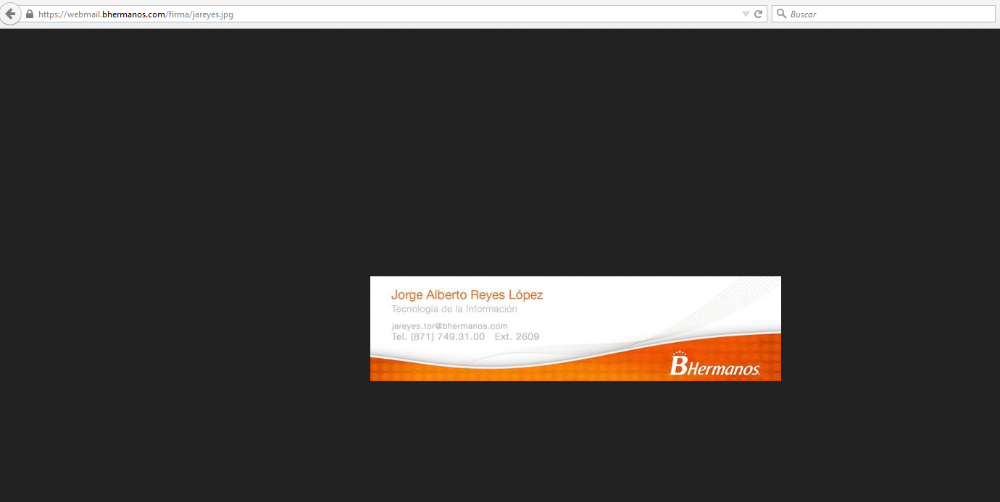 https://webmail.bhermanos.com/firma/jareyes.jpg
Buscar
Jorge Alberto Reyes López
Tecnología de la Información
jareyes.tor@bhermanos.com
Tel. (871) 749.31.00 Ext. 2609
BHermanos